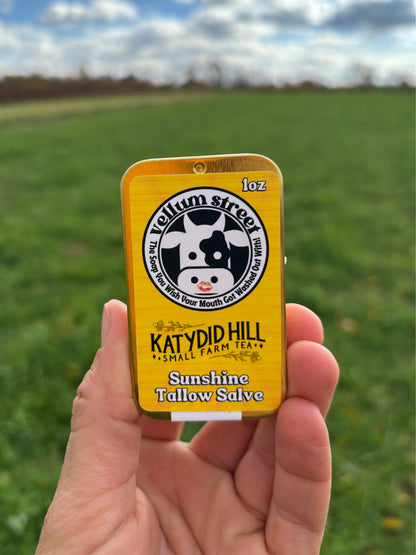 1oz
Vellum street
The Soap You Wish Your Mouth Got Washed Out With!
KATYDID HILL
SMALL FARM TEA
Sunshine
Tallow Salve